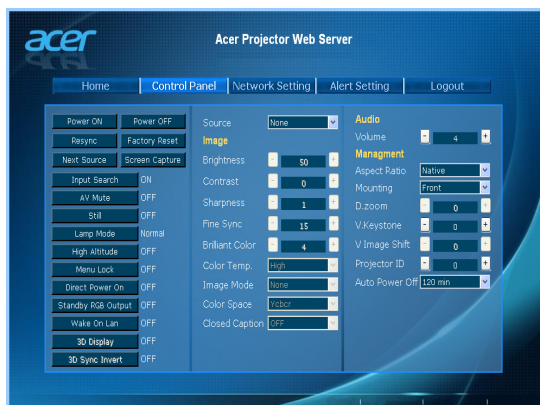 acer
Acer Projector Web Server
Home Control Panel Network Setting Alert Setting Logout
Power ON Power OFF
Resync Factory Reset
Next Source Screen Capture
Input Search ON
AV Mute OFF
Still OFF
Lamp Mode Normal
High Altitude OFF
Menu Lock OFF
Direct Power On OFF
Standby RGB Output OFF
Wake On Lan OFF
3D Display OFF
3D Sync Invert OFF
Source None
Image
Brightness - 50 +
Contrast - 0 +
Sharpness - 1 +
Fine Sync - 15 +
Brilliant Color - 4 +
Color Temp. High
Image Mode None
Color Space Ycbcr
Closed Caption OFF
Audio
Volume - 4 +
Managment
Aspect Ratio Native
Mounting Front
D.zoom - 0 +
V.Keystone - 0 +
V Image Shift - 0 +
Projector ID - 0 +
Auto Power Off 120 min